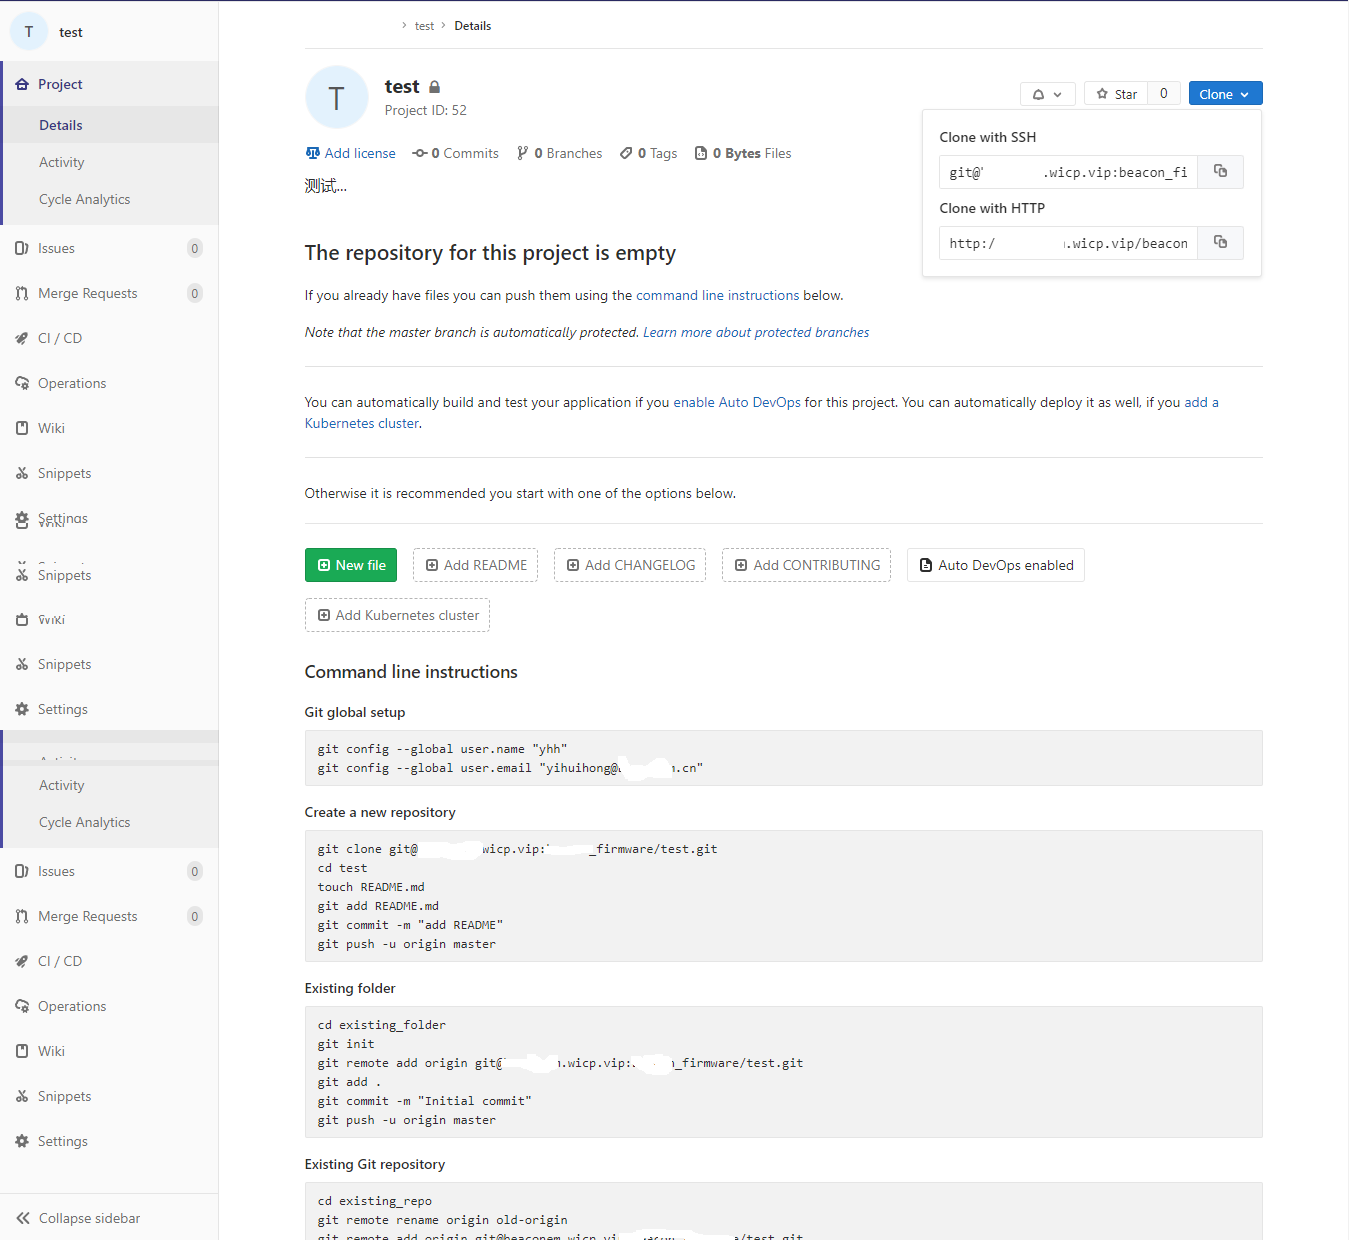 T test
Project
Details
Activity
Cycle Analytics
Issues 0
Merge Requests 0
CI / CD
Operations
Wiki
Snippets
Settings
Snippets
Wiki
Snippets
Settings
Activity
Cycle Analytics
Issues 0
Merge Requests 0
CI / CD
Operations
Wiki
Snippets
Settings
Collapse sidebar
› test › Details
T
test
Project ID: 52
Star 0 Clone
Clone with SSH
git@' .wicp.vip:beacon_fi
Clone with HTTP
http:/ .wicp.vip/beacon
Add license 0 Commits 0 Branches 0 Tags 0 Bytes Files
测试...
The repository for this project is empty
If you already have files you can push them using the command line instructions below.
Note that the master branch is automatically protected. Learn more about protected branches
You can automatically build and test your application if you enable Auto DevOps for this project. You can automatically deploy it as well, if you add a
Kubernetes cluster.
Otherwise it is recommended you start with one of the options below.
New file Add README Add CHANGELOG Add CONTRIBUTING Auto DevOps enabled
Add Kubernetes cluster
Command line instructions
Git global setup
git config --global user.name "yhh"
git config --global user.email "yihuihong@ .cn"
Create a new repository
git clone git@ wicp.vip: _firmware/test.git
cd test
touch README.md
git add README.md
git commit -m "add README"
git push -u origin master
Existing folder
cd existing_folder
git init
git remote add origin git@ .wicp.vip: _firmware/test.git
git add .
git commit -m "Initial commit"
git push -u origin master
Existing Git repository
cd existing_repo
git remote rename origin old-origin
git remote add origin git@beaconem.wicp.vi /test.git